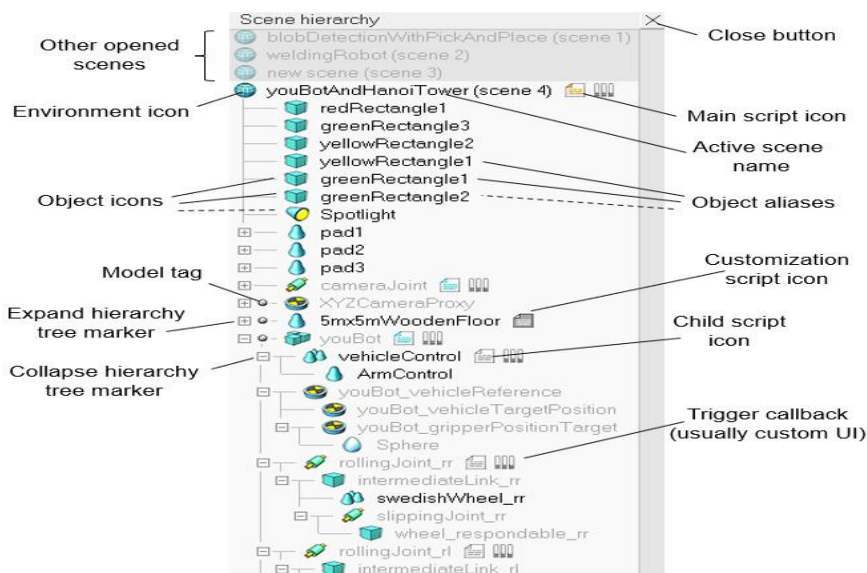 Scene hierarchy
Other opened
scenes
Environment icon
Object icons
Model tag
Expand hierarchy
tree marker
Collapse hierarchy
tree marker
blobDetectionWithPickAndPlace (scene 1)
weldingRobot (scene 2)
new scene (scene 3)
youBotAndHanoiTower (scene 4)
redRectangle1
greenRectangle3
yellowRectangle2
yellowRectangle1
greenRectangle1
greenRectangle2
Spotlight
pad1
pad2
pad3
cameraJoint
XYZCameraProxy
5mx5mWoodenFloor
youBot
vehicleControl
ArmControl
youBot_vehicleReference
youBot_vehicleTargetPosition
youBot_gripperPositionTarget
Sphere
rollingJoint_rr
intermediateLink_rr
swedishWheel_rr
slippingJoint_rr
wheel_respondable_rr
rollingJoint_rl
intermediateLink_rl
Close button
Main script icon
Active scene
name
Object aliases
Customization
script icon
Child script
icon
Trigger callback
(usually custom UI)